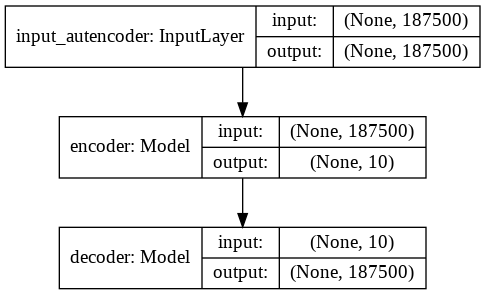 input_autencoder: InputLayer
input: (None, 187500)
output: (None, 187500)
encoder: Model
input: (None, 187500)
output: (None, 10)
decoder: Model
input: (None, 10)
output: (None, 187500)